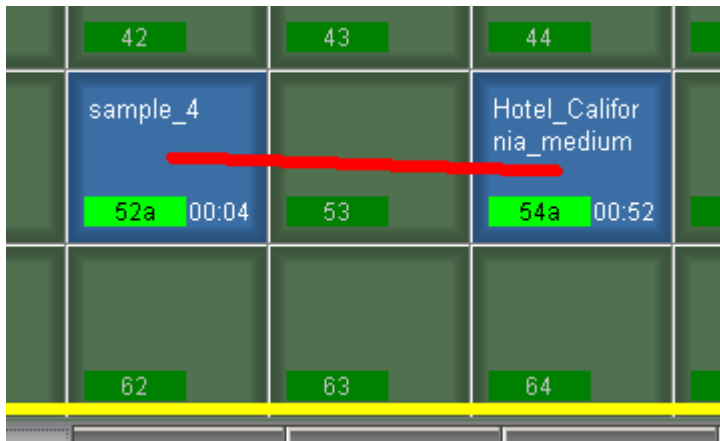 42 43 44
sample_4 Hotel_Califor
nia_medium
52a 00:04 53 54a 00:52
62 63 64